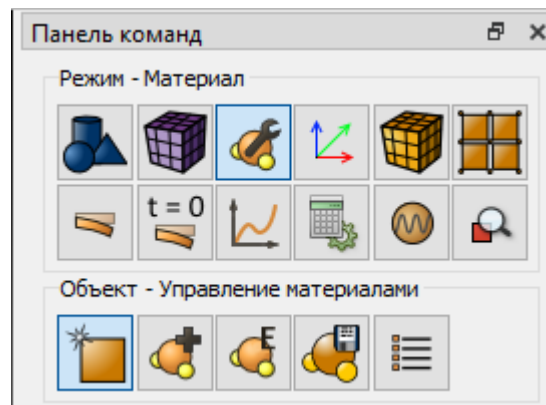 Панель команд
Режим - Материал
t = 0
Объект - Управление материалами
E